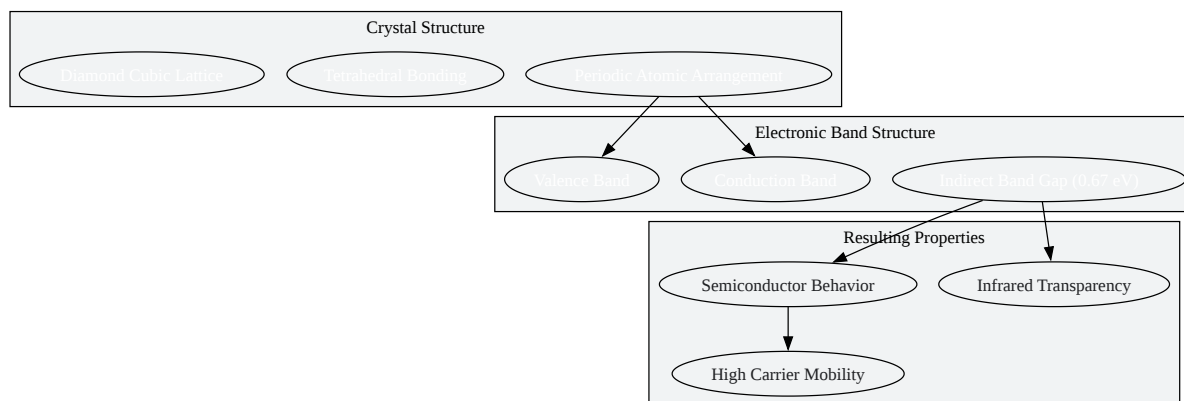 Crystal Structure
Diamond Cubic Lattice
Tetrahedral Bonding
Periodic Atomic Arrangement
Electronic Band Structure
Valence Band
Conduction Band
Indirect Band Gap (0.67 eV)
Resulting Properties
Semiconductor Behavior
Infrared Transparency
High Carrier Mobility